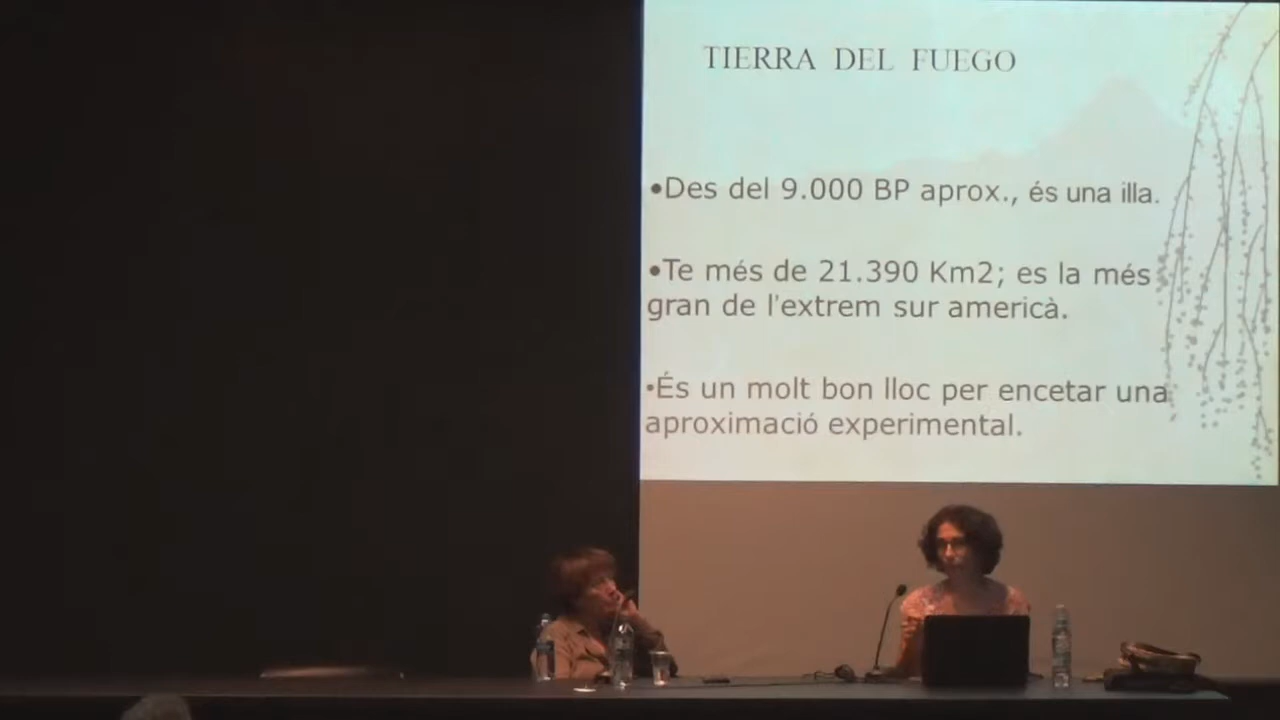 TIERRA DEL FUEGO
•Des del 9.000 BP aprox., és una illa.
•Te més de 21.390 Km2; es la més
gran de l'extrem sur americà.
•És un molt bon lloc per encetar una
aproximació experimental.